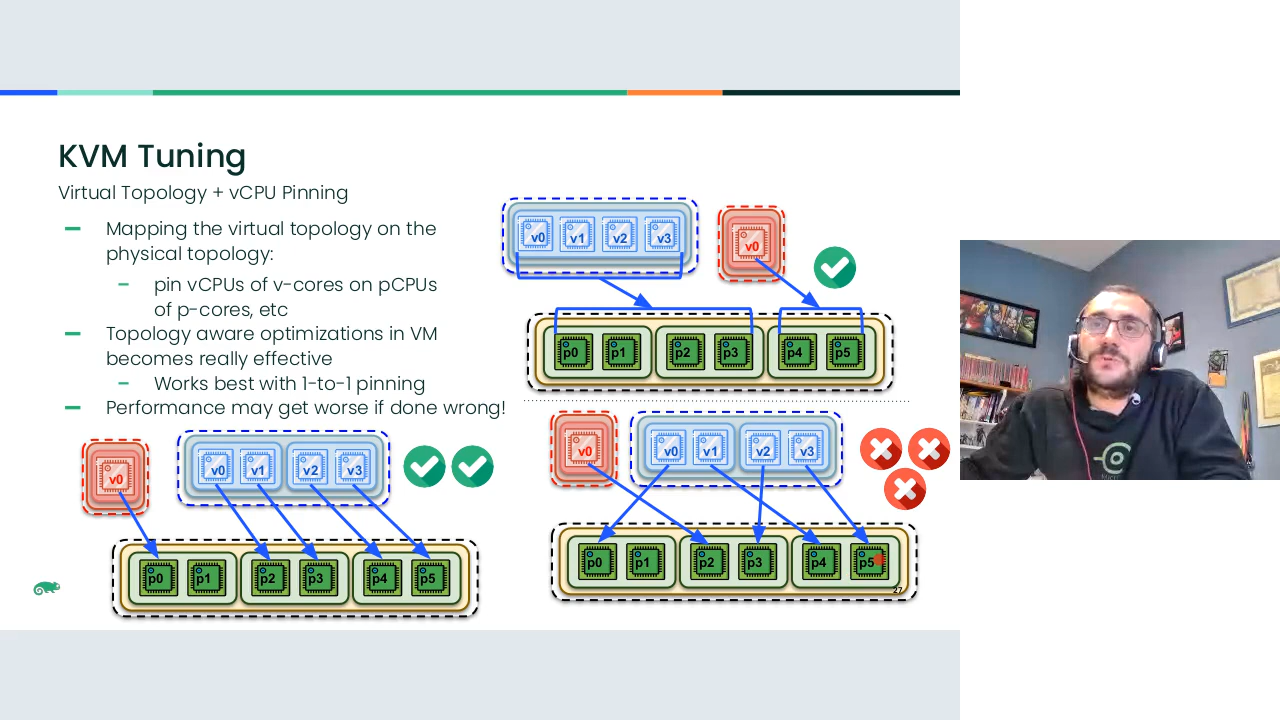 KVM Tuning
Virtual Topology + vCPU Pinning
Mapping the virtual topology on the
physical topology:
pin vCPUs of v-cores on pCPUs
of p-cores, etc
Topology aware optimizations in VM
becomes really effective
Works best with 1-to-1 pinning
Performance may get worse if done wrong!
v0 v1 v2 v3 v0
p0 p1 p2 p3 p4 p5
v0 v0 v1 v2 v3
p0 p1 p2 p3 p4 p5
v0 v0 v1 v2 v3
p0 p1 p2 p3 p4 p5
27